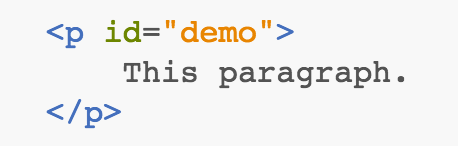 <p id="demo">
    This paragraph.
</p>